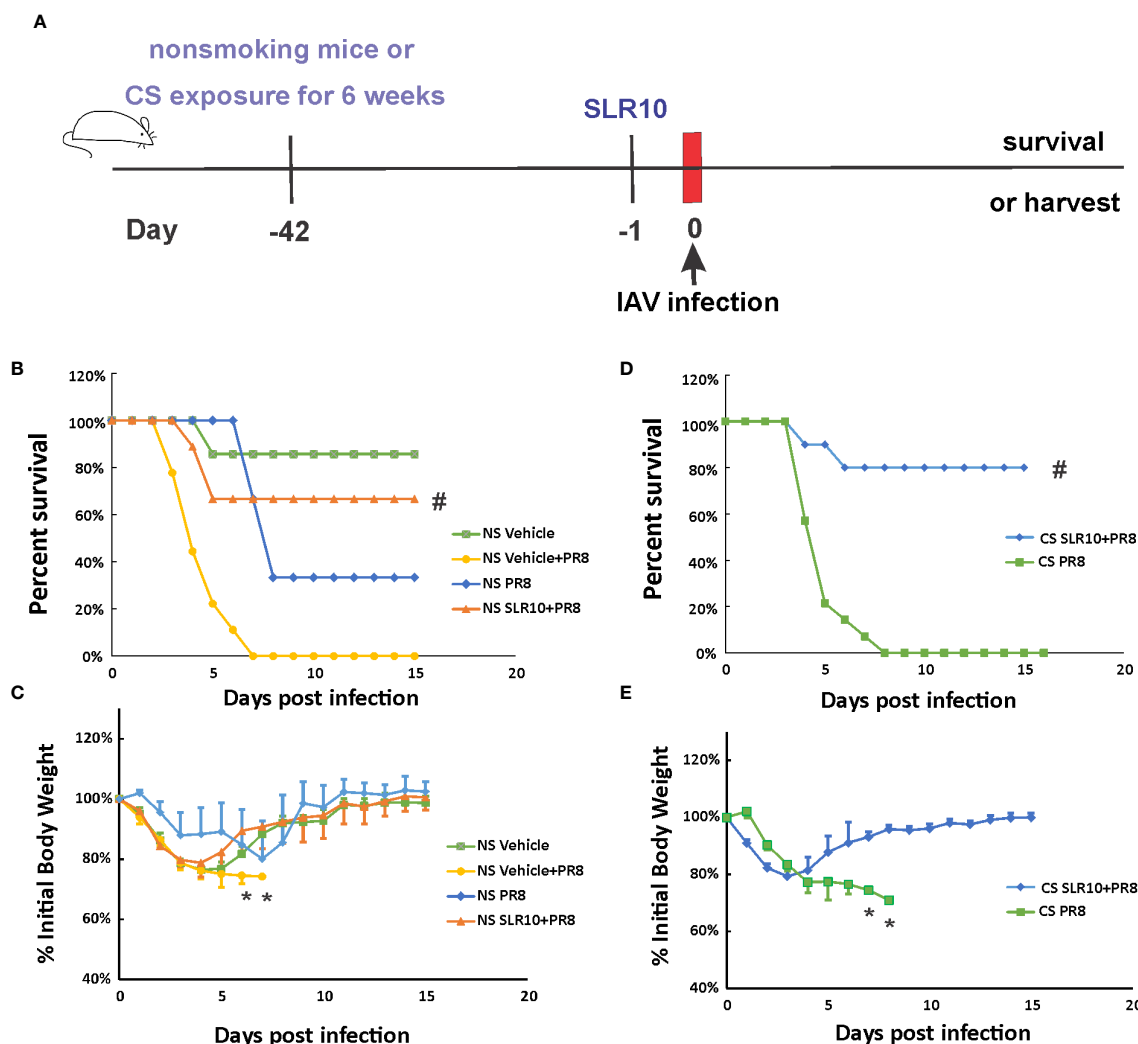 A
nonsmoking mice or
CS exposure for 6 weeks
SLR10
survival
or harvest
Day
-42
-1
0
IAV infection
B
120%
100%
80%
60%
40%
20%
0%
Percent survival
0
5
10
15
20
Days post infection
#
NS Vehicle
NS Vehicle+PR8
NS PR8
NS SLR10+PR8
D
120%
100%
80%
60%
40%
20%
0%
Percent survival
0
5
10
15
20
Days post infection
#
CS SLR10+PR8
CS PR8
C
120%
100%
80%
60%
40%
% Initial Body Weight
0
5
10
15
20
Days post infection
* *
NS Vehicle
NS Vehicle+PR8
NS PR8
NS SLR10+PR8
E
120%
100%
80%
60%
40%
% Initial Body Weight
0
5
10
15
20
Days post infection
*
*
CS SLR10+PR8
CS PR8